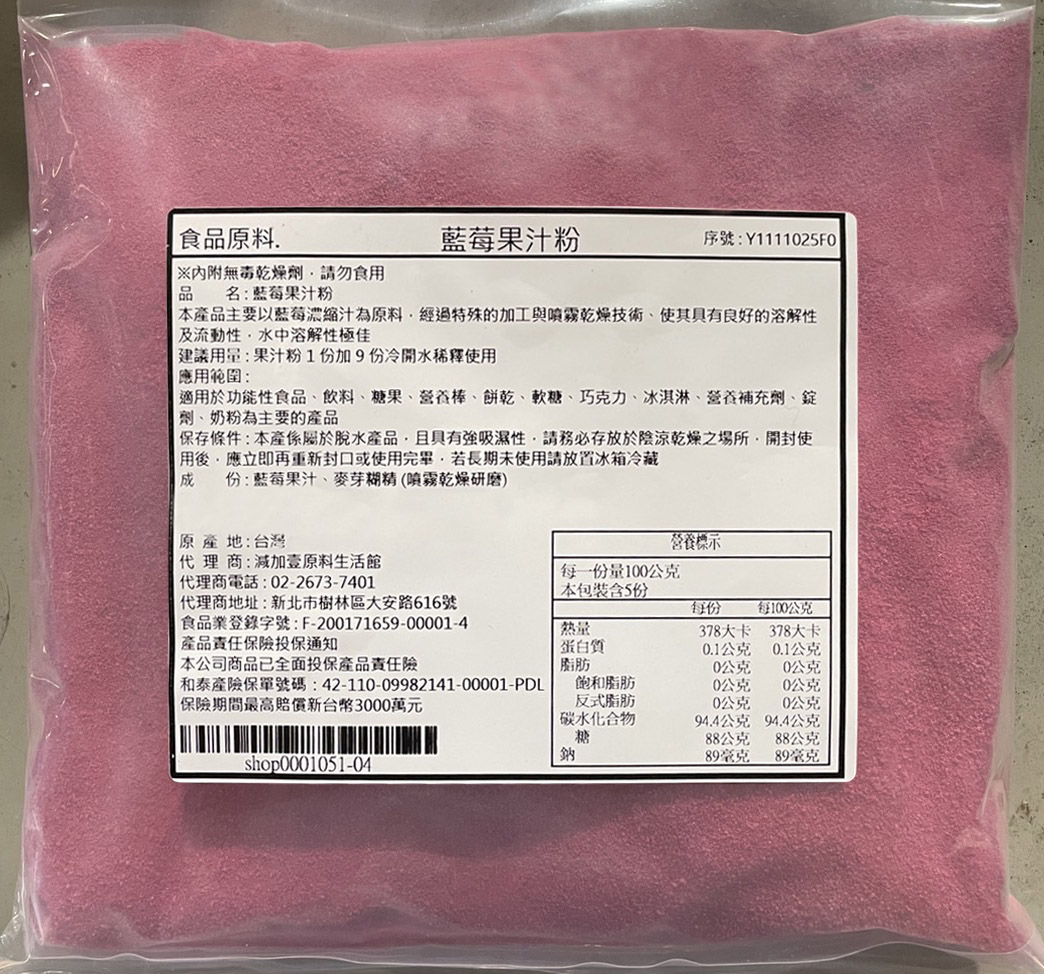 食品原料.
藍莓果汁粉
序號:Y1111025F0
※內附無毒乾燥劑，請勿食用
品 名:藍莓果汁粉
本產品主要以藍莓濃縮汁為原料，經過特殊的加工與噴霧乾燥技術、使其具有良好的溶解性
及流動性，水中溶解性極佳
建議用量:果汁粉1份加9份冷開水稀釋使用
應用範圍:
適用於功能性食品、飲料、糖果、營養棒、餅乾、軟糖、巧克力、冰淇淋、營養補充劑、錠
劑、奶粉為主要的產品
保存條件:本產係屬於脫水產品，且具有強吸濕性，請務必存放於陰涼乾燥之場所，開封使
用後，應立即再重新封口或使用完畢，若長期未使用請放置冰箱冷藏
成 份:藍莓果汁、麥芽糊精(噴霧乾燥研磨)
原 產 地:台灣
代 理 商:減加壹原料生活館
代理商電話:02-2673-7401
代理商地址:新北市樹林區大安路616號
食品業登錄字號:F-200171659-00001-4
產品責任保險投保通知
本公司商品已全面投保產品責任險
和泰產險保單號碼:42-110-09982141-00001-PDL
保險期間最高賠償新台幣3000萬元
shop0001051-04
營養標示
每一份量100公克
本包裝含5份
每份 每100公克
熱量 378大卡 378大卡
蛋白質 0.1公克 0.1公克
脂肪 0公克 0公克
飽和脂肪 0公克 0公克
反式脂肪 0公克 0公克
碳水化合物 94.4公克 94.4公克
糖 88公克 88公克
鈉 89毫克 89毫克